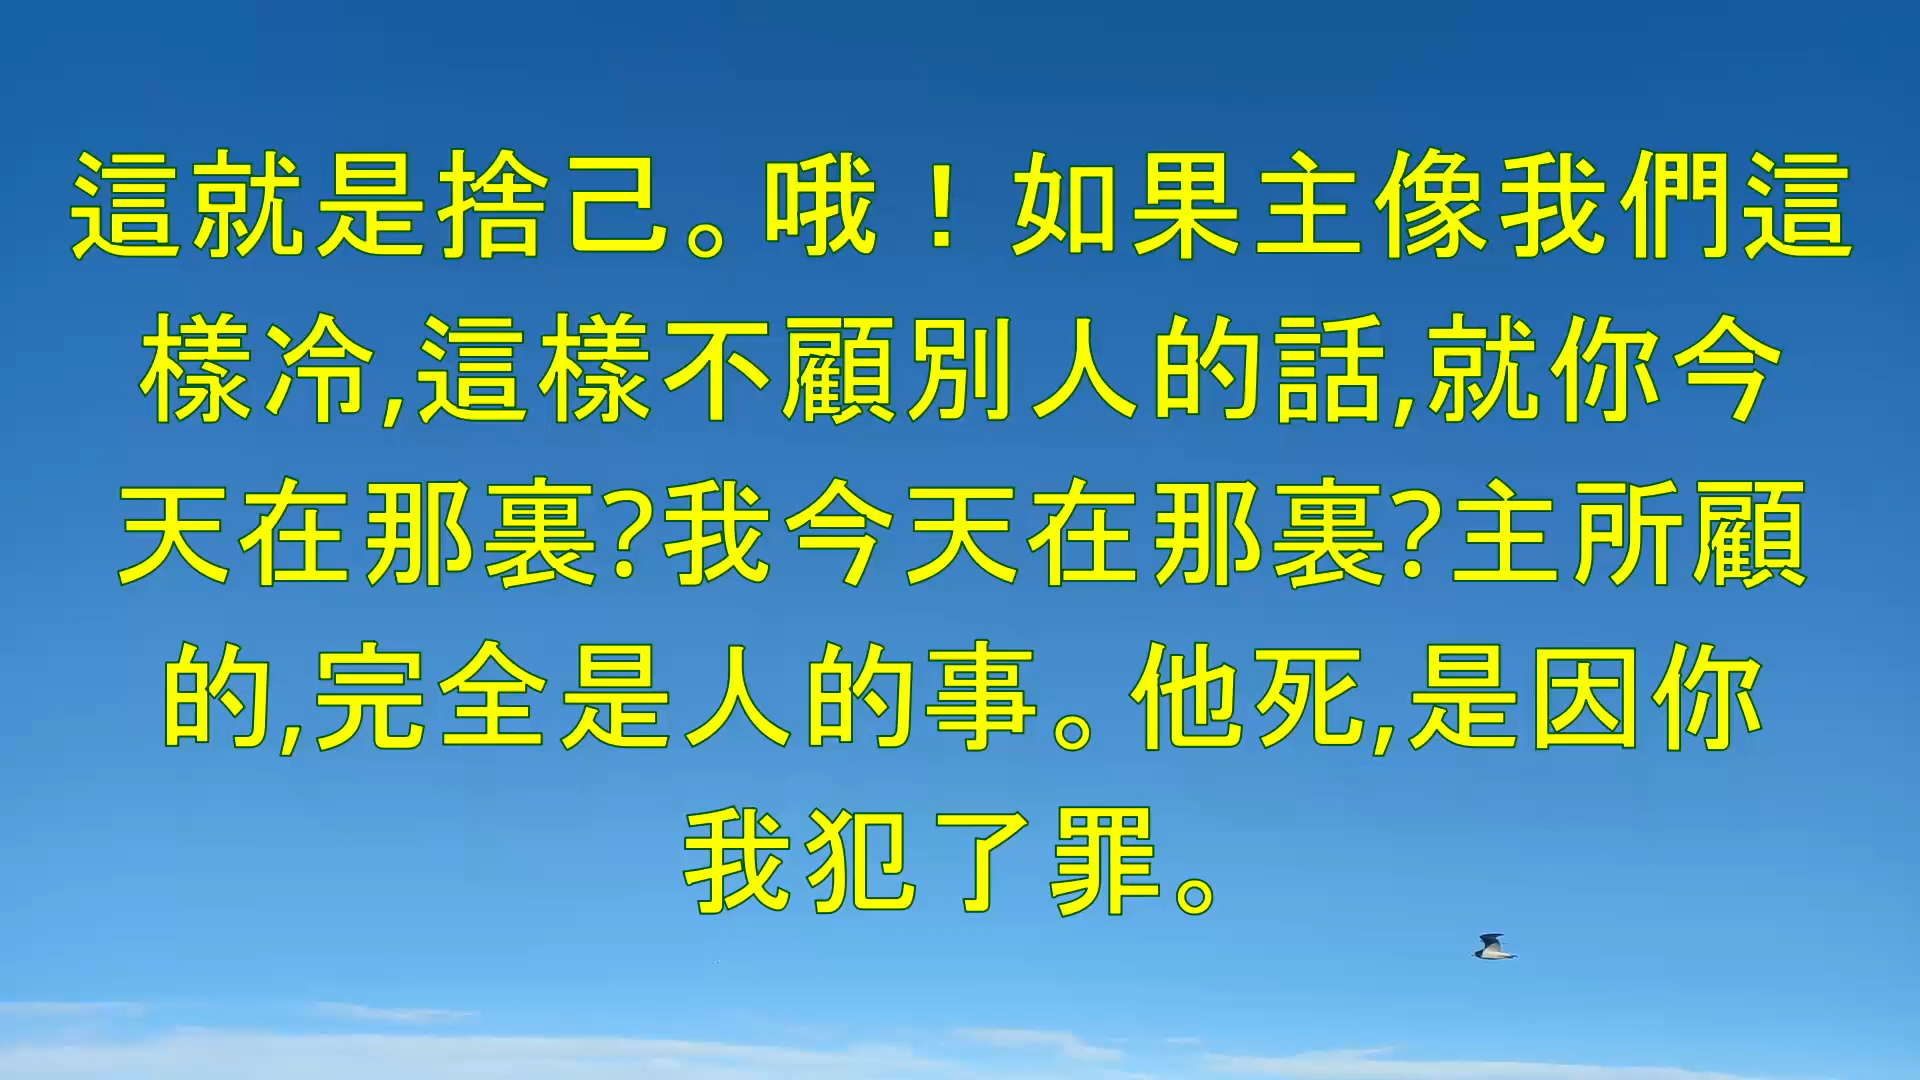 這就是捨己。哦！如果主像我們這
樣冷,這樣不顧別人的話,就你今
天在那裏?我今天在那裏?主所顧
的,完全是人的事。他死,是因你
我犯了罪。